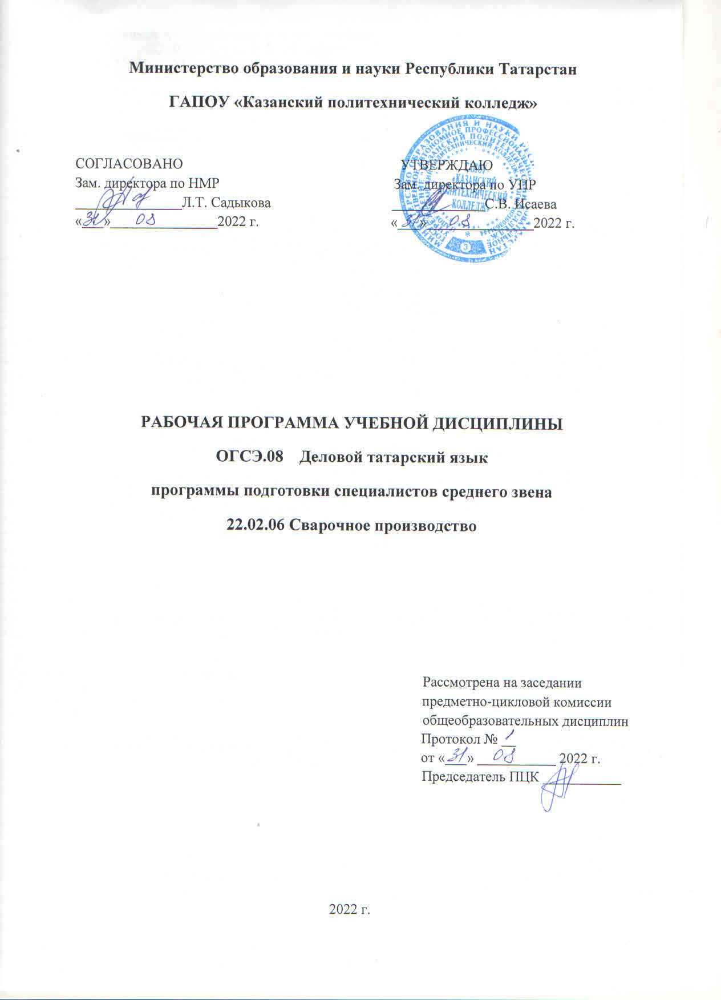 Министерство образования и науки Республики Татарстан
ГАПОУ «Казанский политехнический колледж»
СОГЛАСОВАНО
Зам. директора по НМР
Л.Т. Садыкова
«31» 08 2022 г.
УТВЕРЖДАЮ
Зам. директора по УПР
С.В. Исаева
«31» 08 2022 г.
КАЗАНСКИЙ
ПОЛИТЕХНИЧЕСКИЙ
КОЛЛЕДЖ
РАБОЧАЯ ПРОГРАММА УЧЕБНОЙ ДИСЦИПЛИНЫ
ОГСЭ.08 Деловой татарский язык
программы подготовки специалистов среднего звена
22.02.06 Сварочное производство
Рассмотрена на заседании
предметно-цикловой комиссии
общеобразовательных дисциплин
Протокол № 1
от «31» 08 2022 г.
Председатель ПЦК
2022 г.